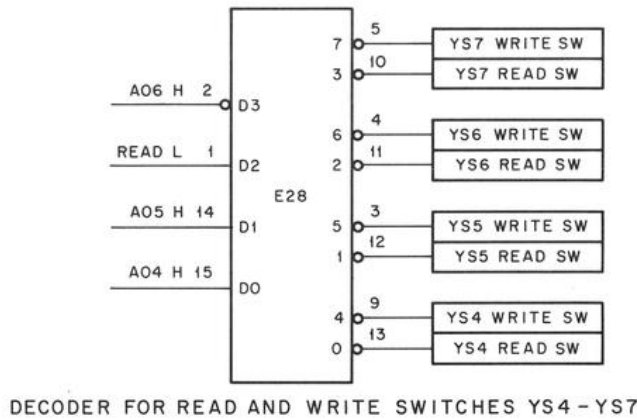 7 5 YS7 WRITE SW
3 10 YS7 READ SW
A06 H 2 D3
6 4 YS6 WRITE SW
READ L 1 D2 2 11 YS6 READ SW
E28
A05 H 14 D1 5 3 YS5 WRITE SW
1 12 YS5 READ SW
A04 H 15 D0
4 9 YS4 WRITE SW
0 13 YS4 READ SW
DECODER FOR READ AND WRITE SWITCHES YS4 - YS7